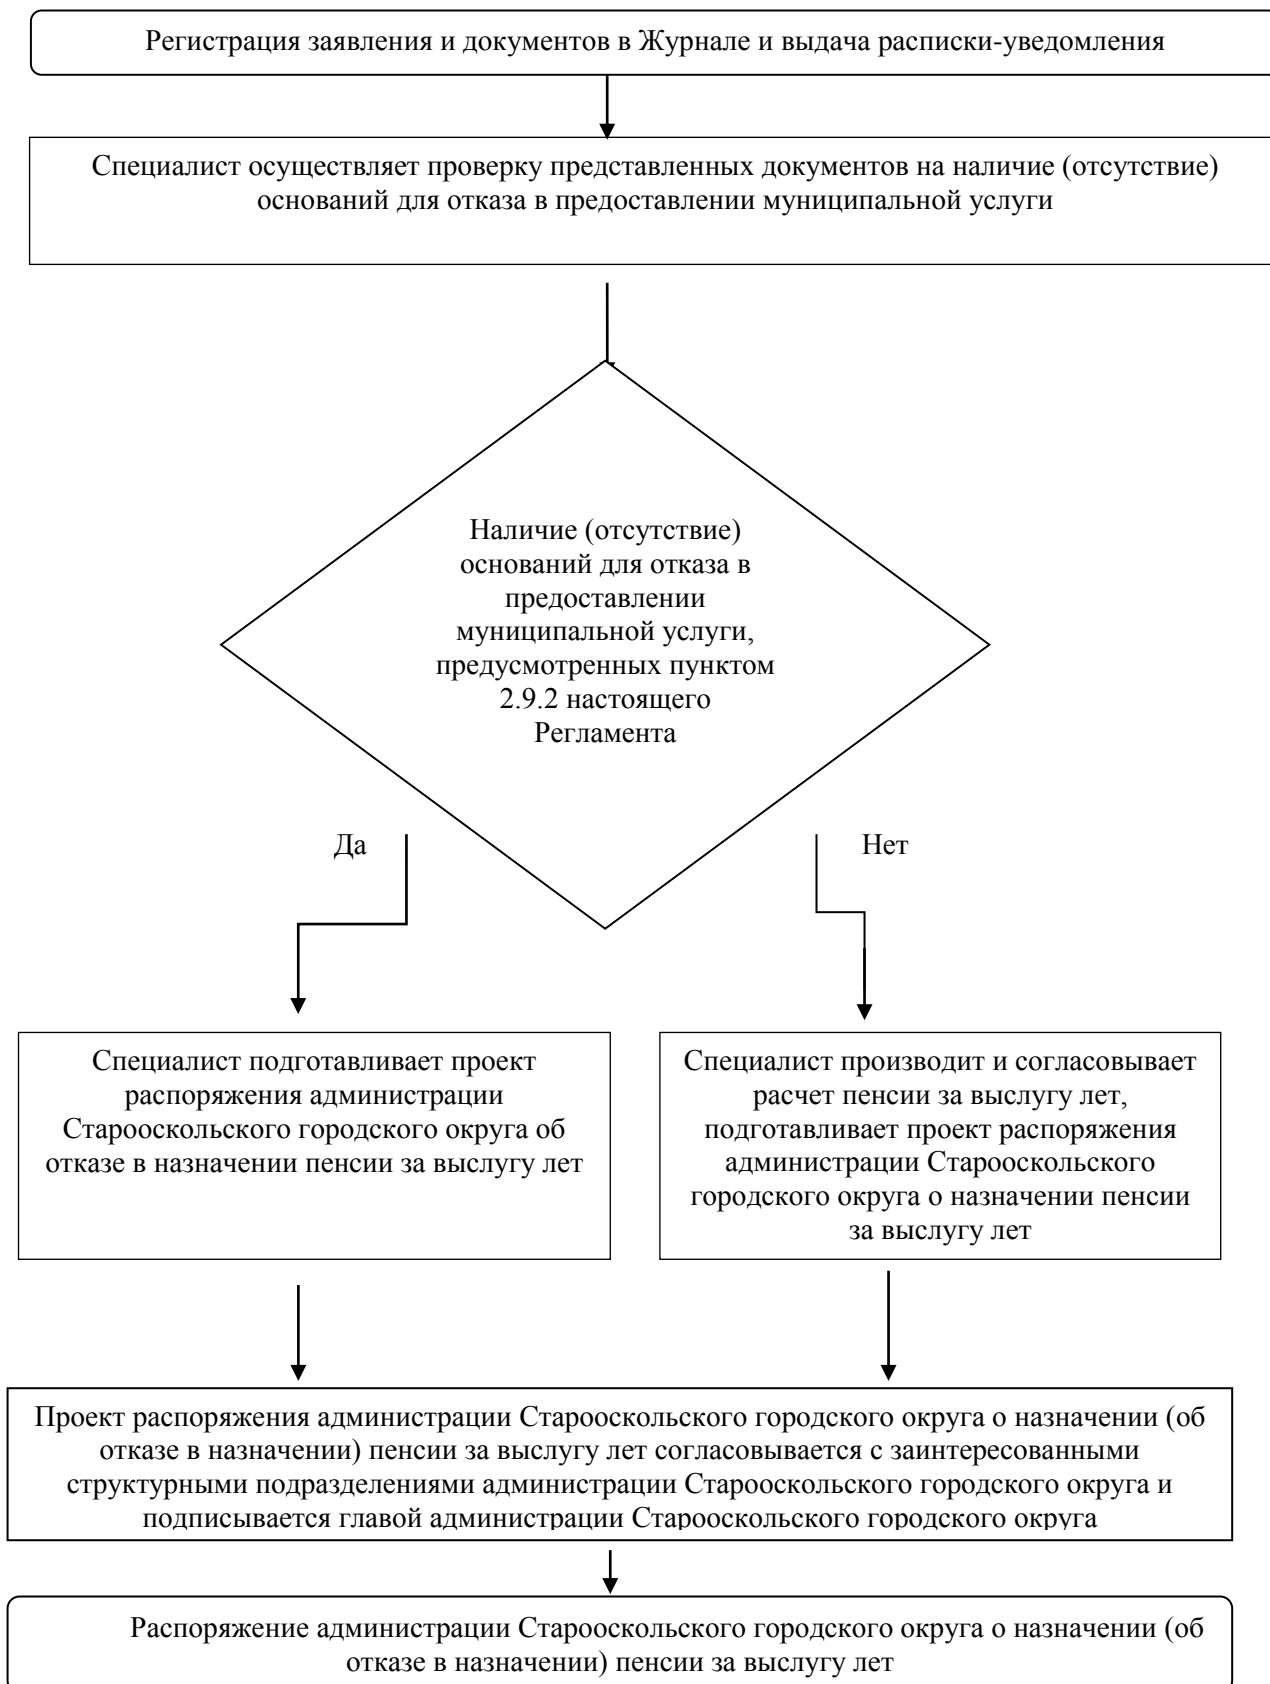 Регистрация заявления и документов в Журнале и выдача расписки-уведомления
Специалист осуществляет проверку представленных документов на наличие (отсутствие)
оснований для отказа в предоставлении муниципальной услуги
Наличие (отсутствие)
оснований для отказа в
предоставлении
муниципальной услуги,
предусмотренных пунктом
2.9.2 настоящего
Регламента
Да
Нет
Специалист подготавливает проект
распоряжения администрации
Старооскольского городского округа об
отказе в назначении пенсии за выслугу лет
Специалист производит и согласовывает
расчет пенсии за выслугу лет,
подготавливает проект распоряжения
администрации Старооскольского
городского округа о назначении пенсии
за выслугу лет
Проект распоряжения администрации Старооскольского городского округа о назначении (об
отказе в назначении) пенсии за выслугу лет согласовывается с заинтересованными
структурными подразделениями администрации Старооскольского городского округа и
подписывается главой администрации Старооскольского городского округа
Распоряжение администрации Старооскольского городского округа о назначении (об
отказе в назначении) пенсии за выслугу лет